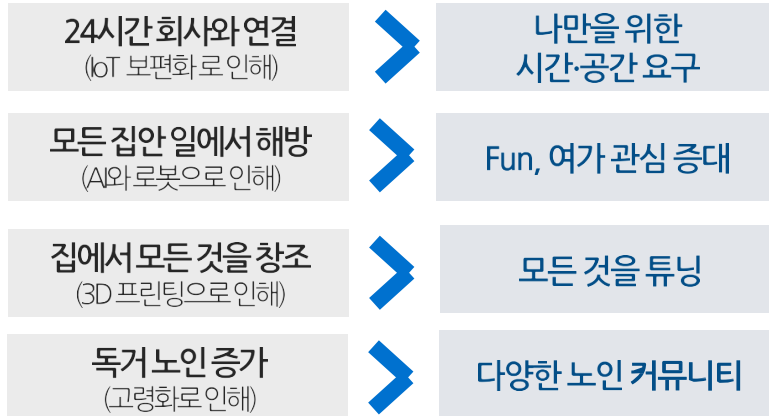 24시간 회사와 연결
(IoT 보편화 로 인해)
나만을 위한
시간·공간 요구
모든 집안 일에서 해방
(AI와 로봇으로 인해)
Fun, 여가 관심 증대
집에서 모든 것을 창조
(3D 프린팅으로 인해)
모든 것을 튜닝
독거 노인 증가
(고령화로 인해)
다양한 노인 커뮤니티